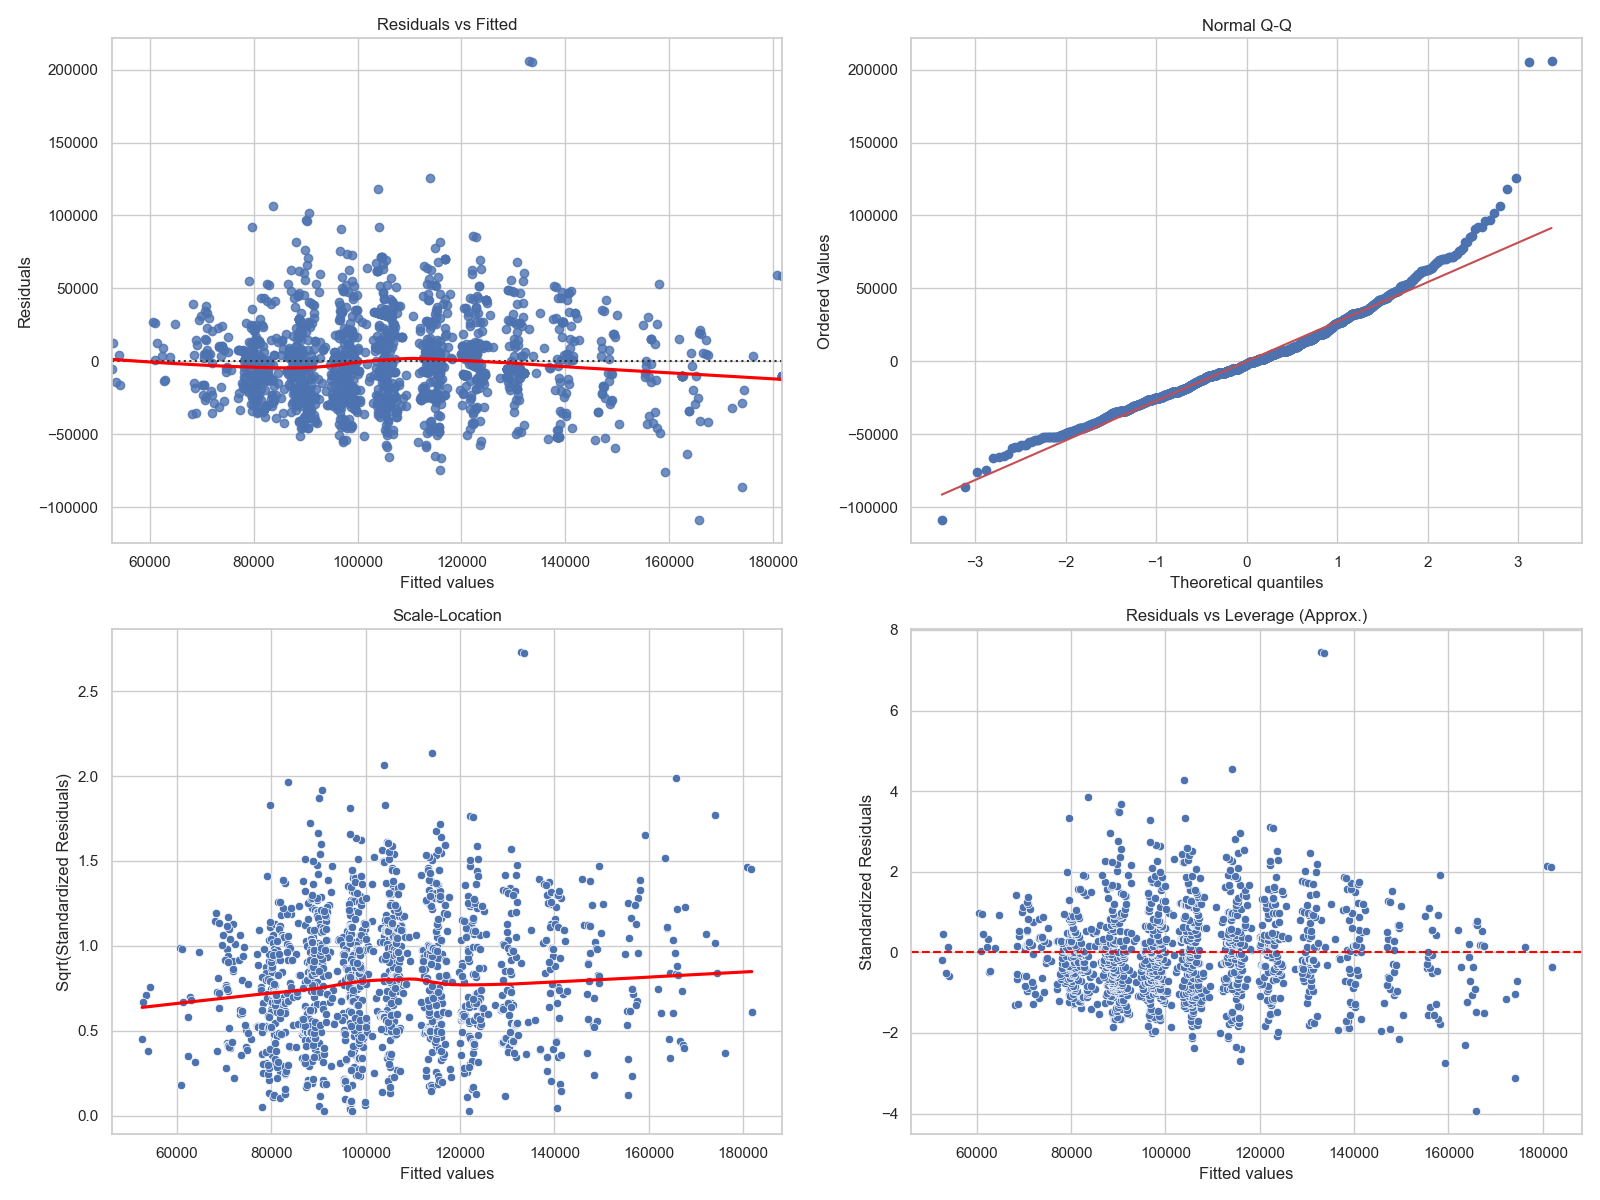 Residuals vs Fitted
Residuals
200000
150000
100000
50000
0
−50000
−100000
60000 80000 100000 120000 140000 160000 180000
Fitted values
Normal Q-Q
Ordered Values
200000
150000
100000
50000
0
−50000
−100000
−3 −2 −1 0 1 2 3
Theoretical quantiles
Scale-Location
Sqrt(Standardized Residuals)
2.5
2.0
1.5
1.0
0.5
0.0
60000 80000 100000 120000 140000 160000 180000
Fitted values
Residuals vs Leverage (Approx.)
Standardized Residuals
8
6
4
2
0
−2
−4
60000 80000 100000 120000 140000 160000 180000
Fitted values